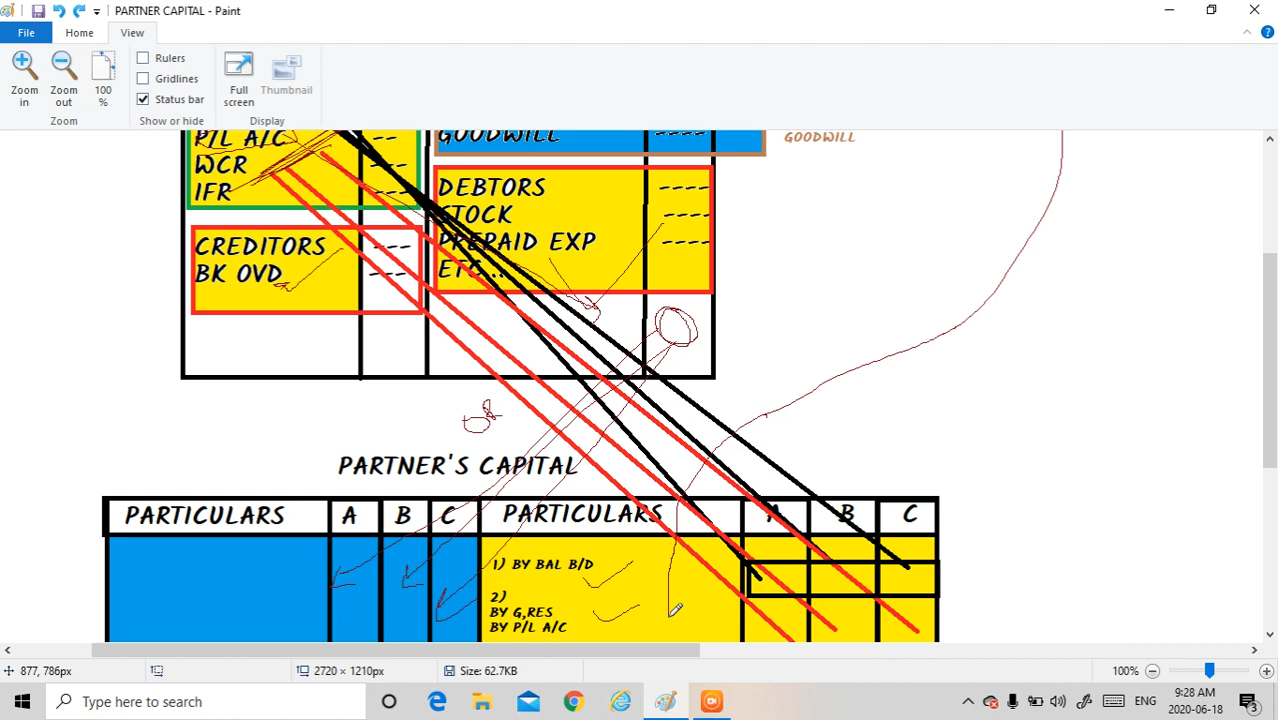 PARTNER CAPITAL - Paint
File
Home
View
Zoom in
Zoom out
100 %
Rulers
Gridlines
Status bar
Full screen
Thumbnail
Zoom
Show or hide
Display
P/L A/C --
WCR ---
IFR ---
GOODWILL ----
GOODWILL
DEBTORS ----
STOCK ----
PREPAID EXP ----
ETC...
CREDITORS ---
BK OVD ---
PARTNER'S CAPITAL
PARTICULARS A B C PARTICULARS A B C
1) BY BAL B/D
2)
BY G,RES
BY P/L A/C
877, 786px
2720 × 1210px
Size: 62.7KB
100%
Type here to search
ENG
9:28 AM
2020-06-18
3